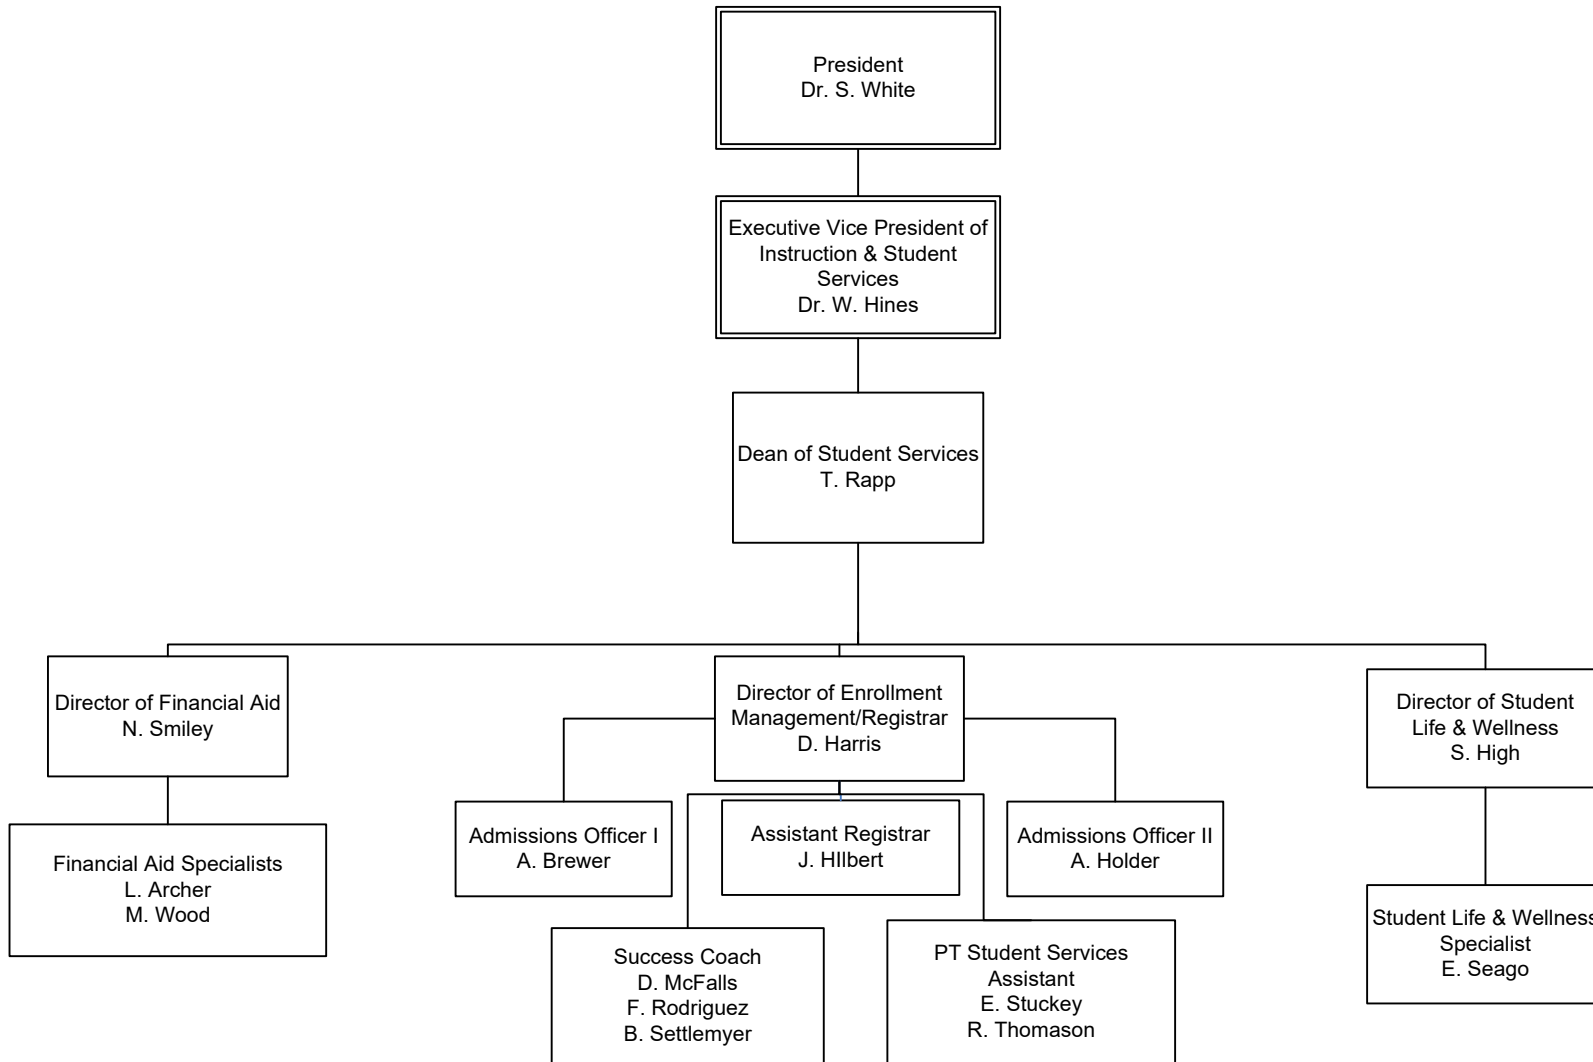 President
Dr. S. White
Executive Vice President of
Instruction & Student
Services
Dr. W. Hines
Dean of Student Services
T. Rapp
Director of Financial Aid
N. Smiley
Director of Enrollment
Management/Registrar
D. Harris
Director of Student
Life & Wellness
S. High
Financial Aid Specialists
L. Archer
M. Wood
Admissions Officer I
A. Brewer
Assistant Registrar
J. HIlbert
Admissions Officer II
A. Holder
Success Coach
D. McFalls
F. Rodriguez
B. Settlemyer
PT Student Services
Assistant
E. Stuckey
R. Thomason
Student Life & Wellness
Specialist
E. Seago